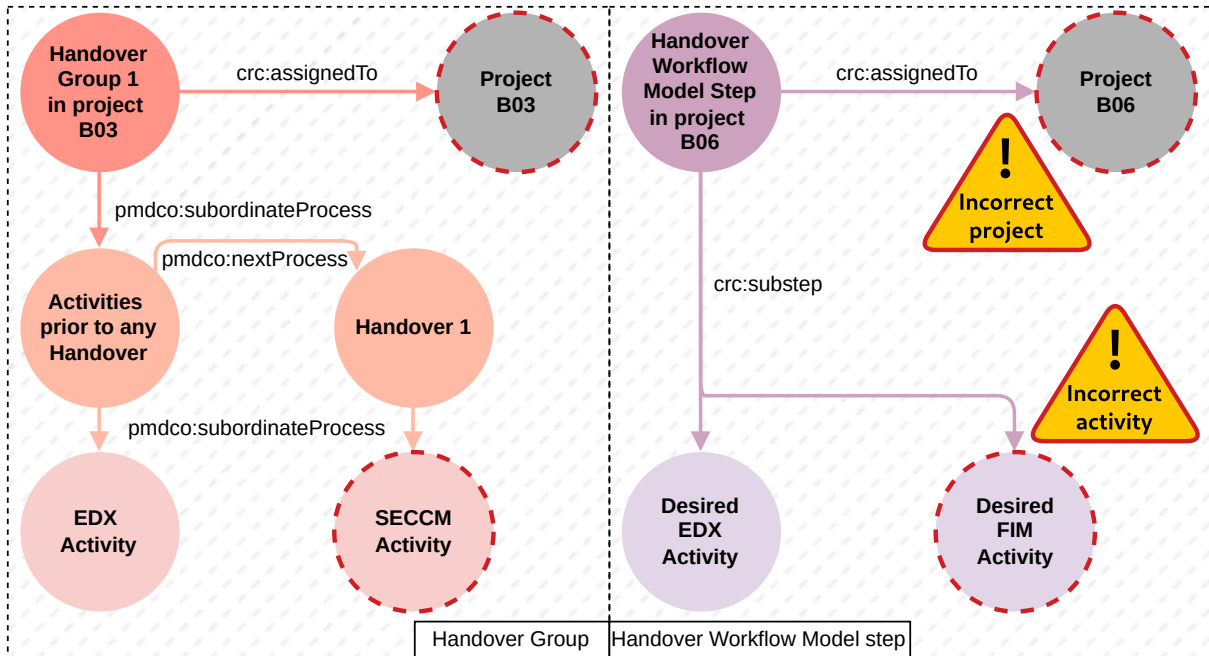 Handover
Group 1
in project
B03
crc:assignedTo
Project
B03
pmdco:subordinateProcess
pmdco:nextProcess
Activities
prior to any
Handover
Handover 1
pmdco:subordinateProcess
EDX
Activity
SECCM
Activity
Handover Group
Handover
Workflow
Model Step
in project
B06
crc:assignedTo
Project
B06
!
Incorrect
project
crc:substep
!
Incorrect
activity
Desired
EDX
Activity
Desired
FIM
Activity
Handover Workflow Model step